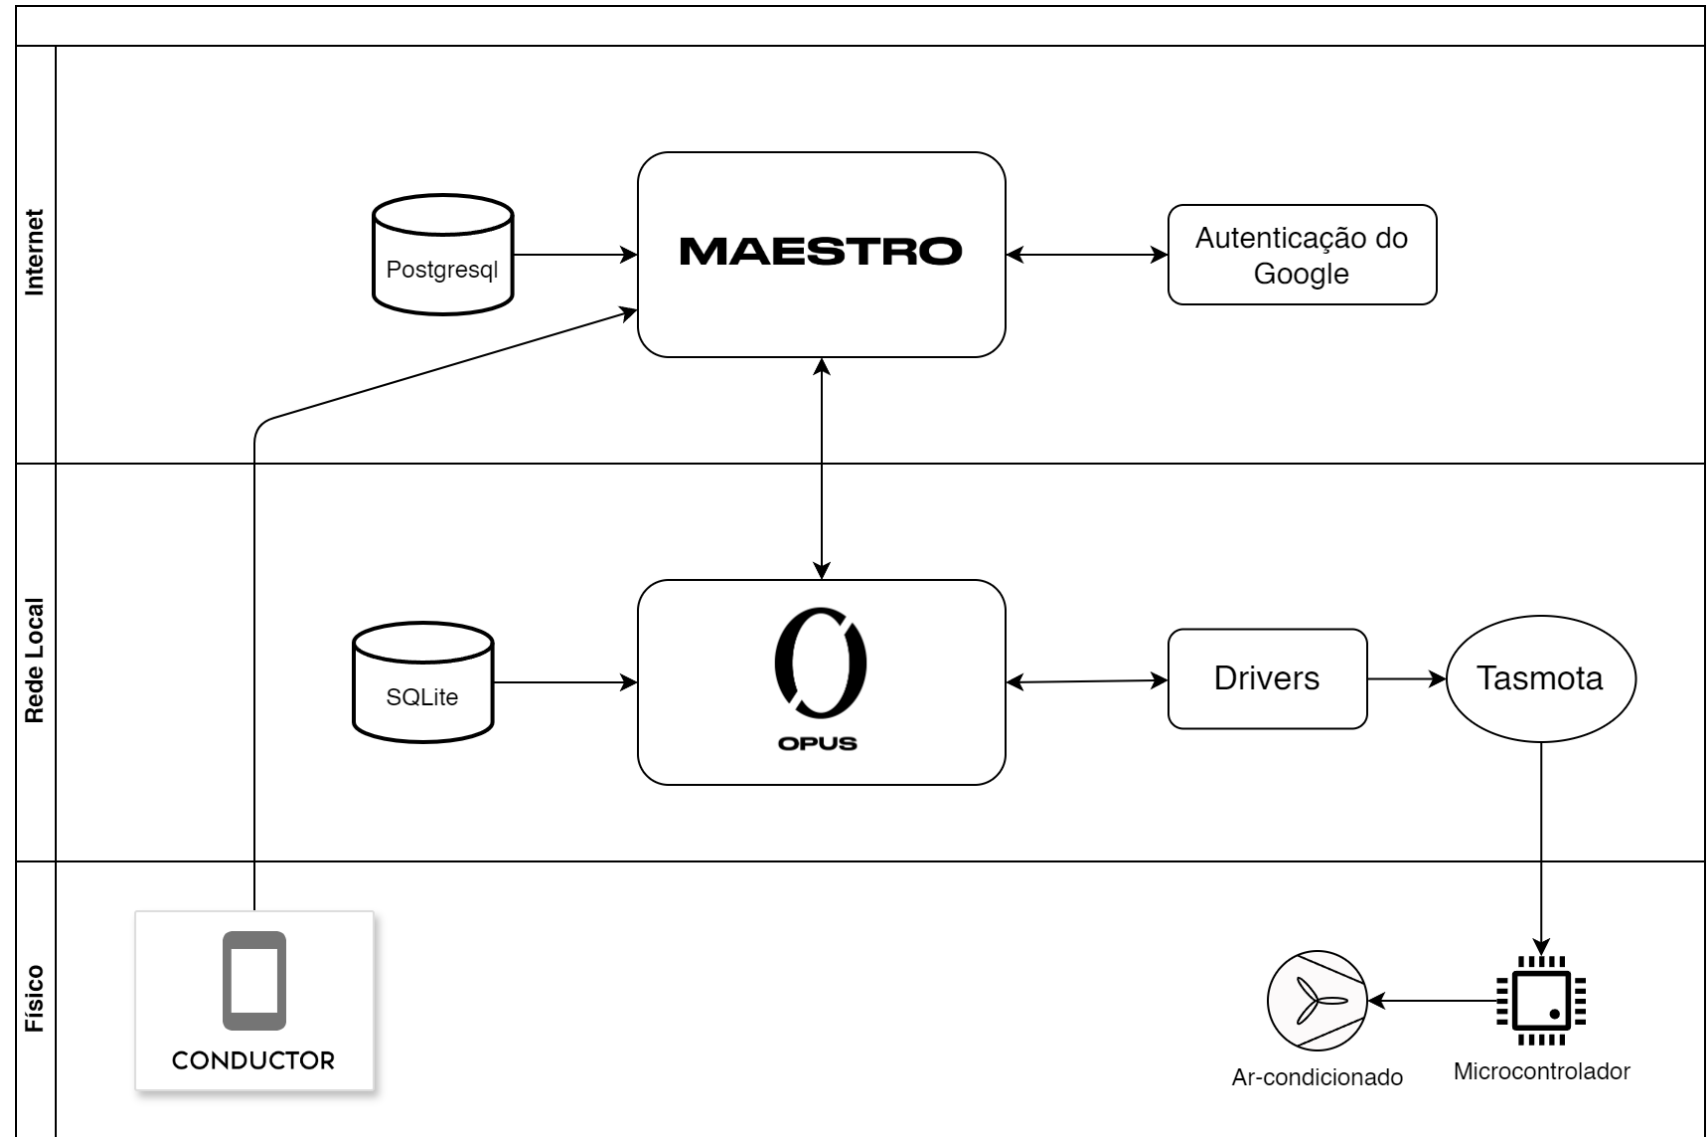 Internet
Postgresql
MAESTRO
Autenticação do
Google
Rede Local
SQLite
OPUS
Drivers
Tasmota
Físico
CONDUCTOR
Ar-condicionado
Microcontrolador